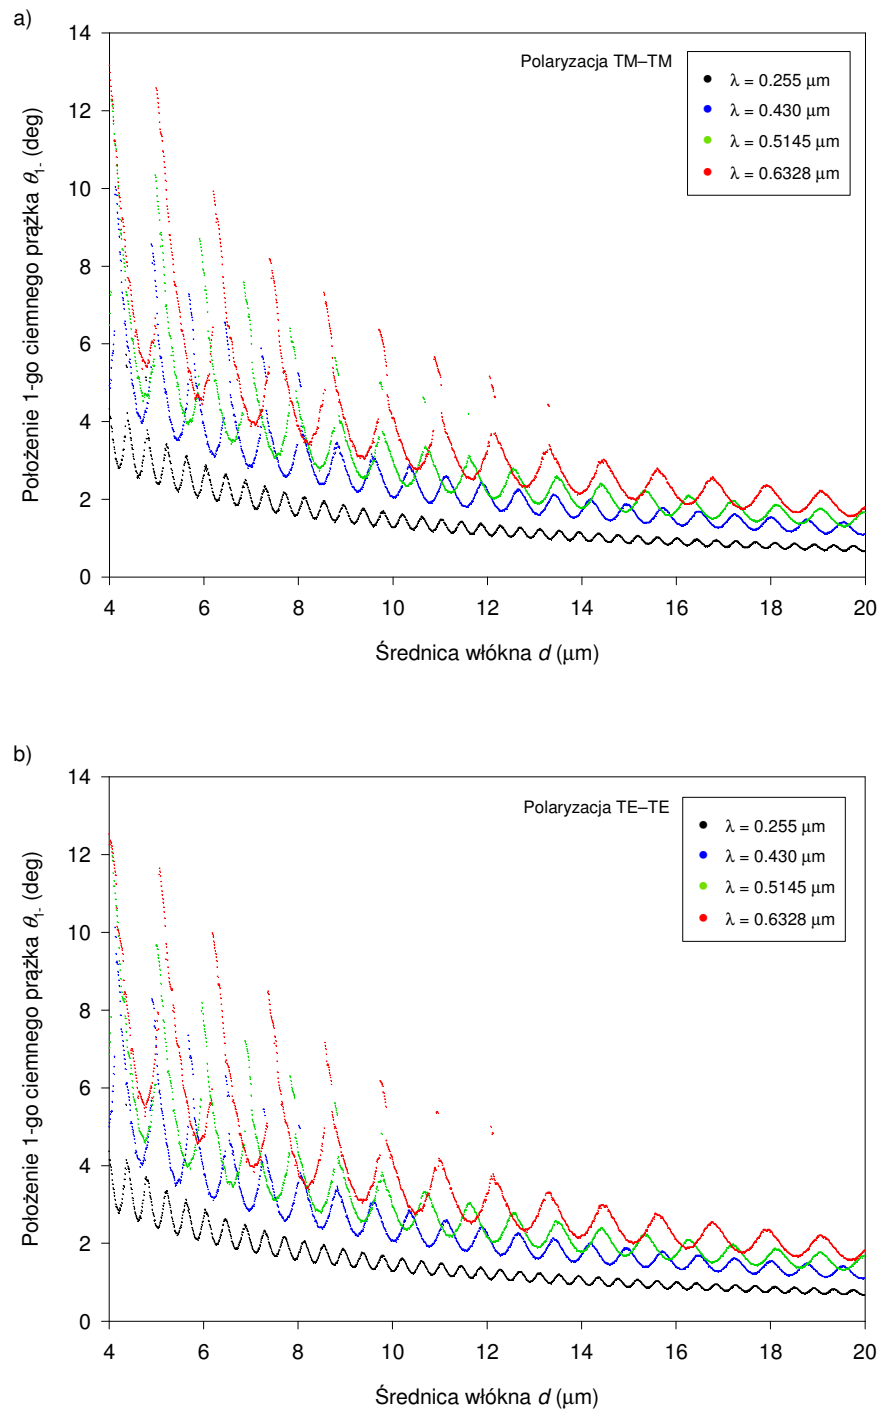 a)
14
12
10
8
6
4
2
0
Położenie 1-go ciemnego prążka θ1- (deg)
Polaryzacja TM–TM
λ = 0.255 μm
λ = 0.430 μm
λ = 0.5145 μm
λ = 0.6328 μm
4 6 8 10 12 14 16 18 20
Średnica włókna d (μm)
b)
14
12
10
8
6
4
2
0
Położenie 1-go ciemnego prążka θ1- (deg)
Polaryzacja TE–TE
λ = 0.255 μm
λ = 0.430 μm
λ = 0.5145 μm
λ = 0.6328 μm
4 6 8 10 12 14 16 18 20
Średnica włókna d (μm)